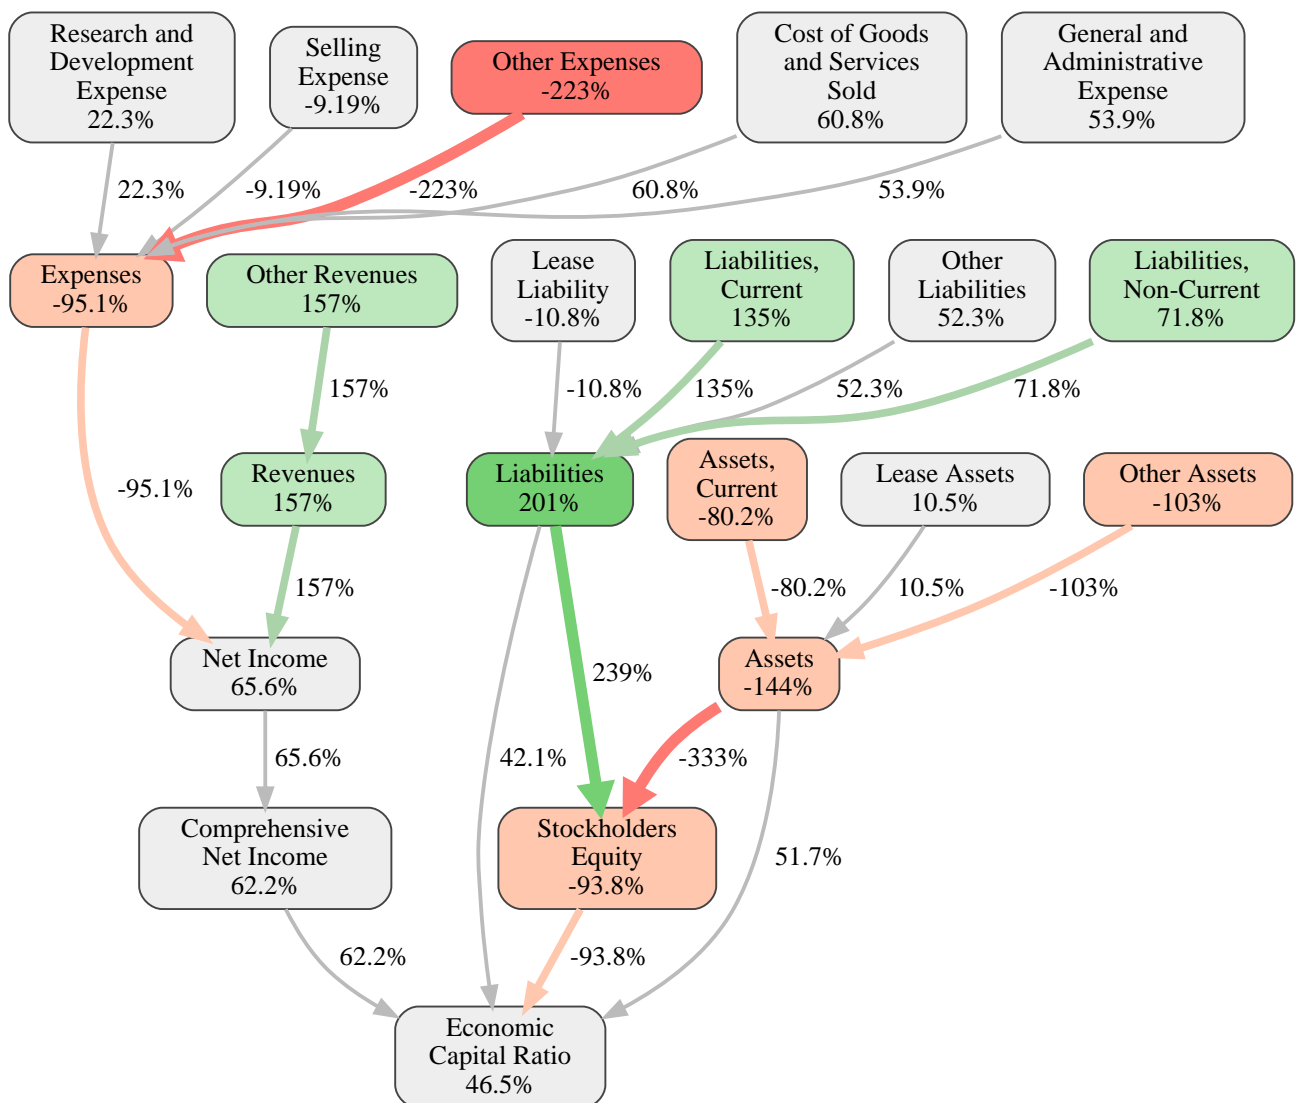 Research and
Development
Expense
22.3%
Selling
Expense
-9.19%
Other Expenses
-223%
Cost of Goods
and Services
Sold
60.8%
General and
Administrative
Expense
53.9%
22.3%
-9.19%
-223%
60.8%
53.9%
Expenses
-95.1%
Other Revenues
157%
Lease
Liability
-10.8%
Liabilities,
Current
135%
Other
Liabilities
52.3%
Liabilities,
Non-Current
71.8%
157%
-10.8%
135%
52.3%
71.8%
-95.1%
Revenues
157%
Liabilities
201%
Assets,
Current
-80.2%
Lease Assets
10.5%
Other Assets
-103%
157%
-80.2%
10.5%
-103%
Net Income
65.6%
239%
Assets
-144%
65.6%
42.1%
-333%
Comprehensive
Net Income
62.2%
Stockholders
Equity
-93.8%
51.7%
62.2%
-93.8%
Economic
Capital Ratio
46.5%